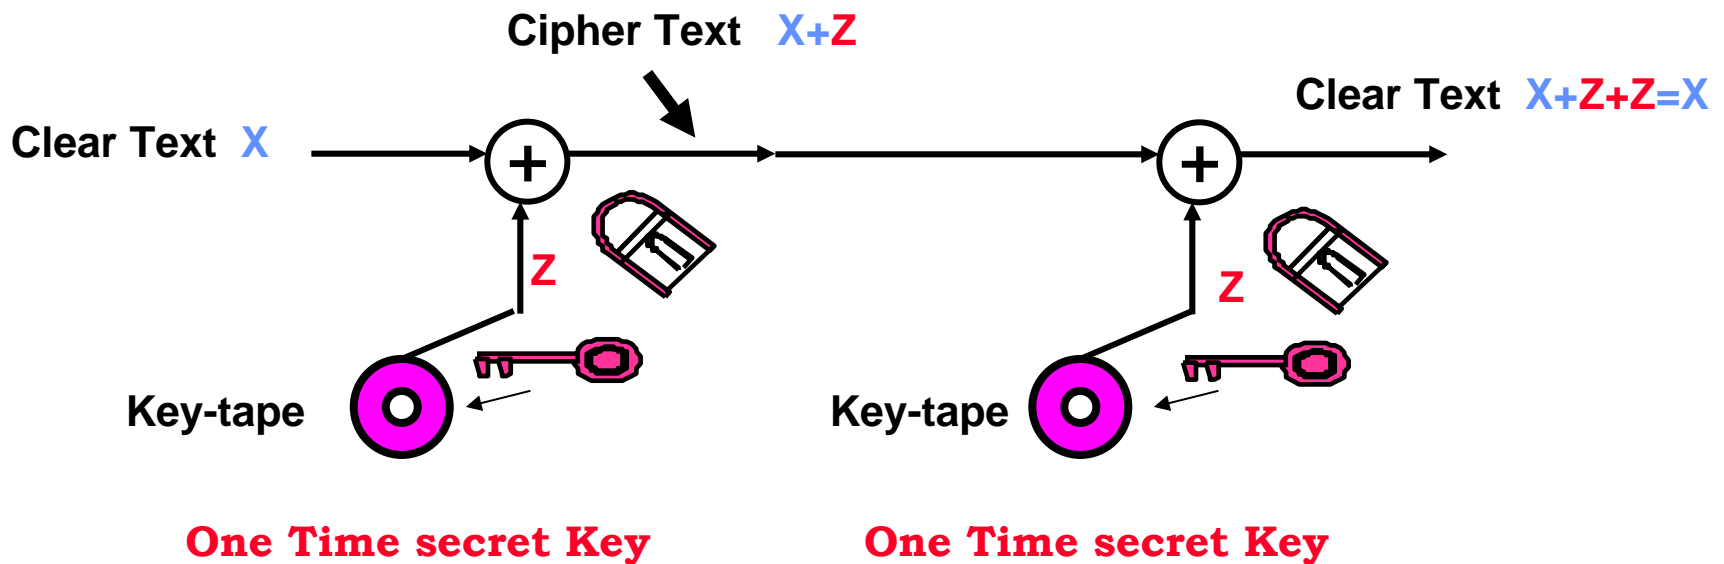 Cipher Text X+Z
Clear Text X+Z+Z=X
Clear Text X
+
+
Z
Z
Key-tape
Key-tape
One Time secret Key
One Time secret Key